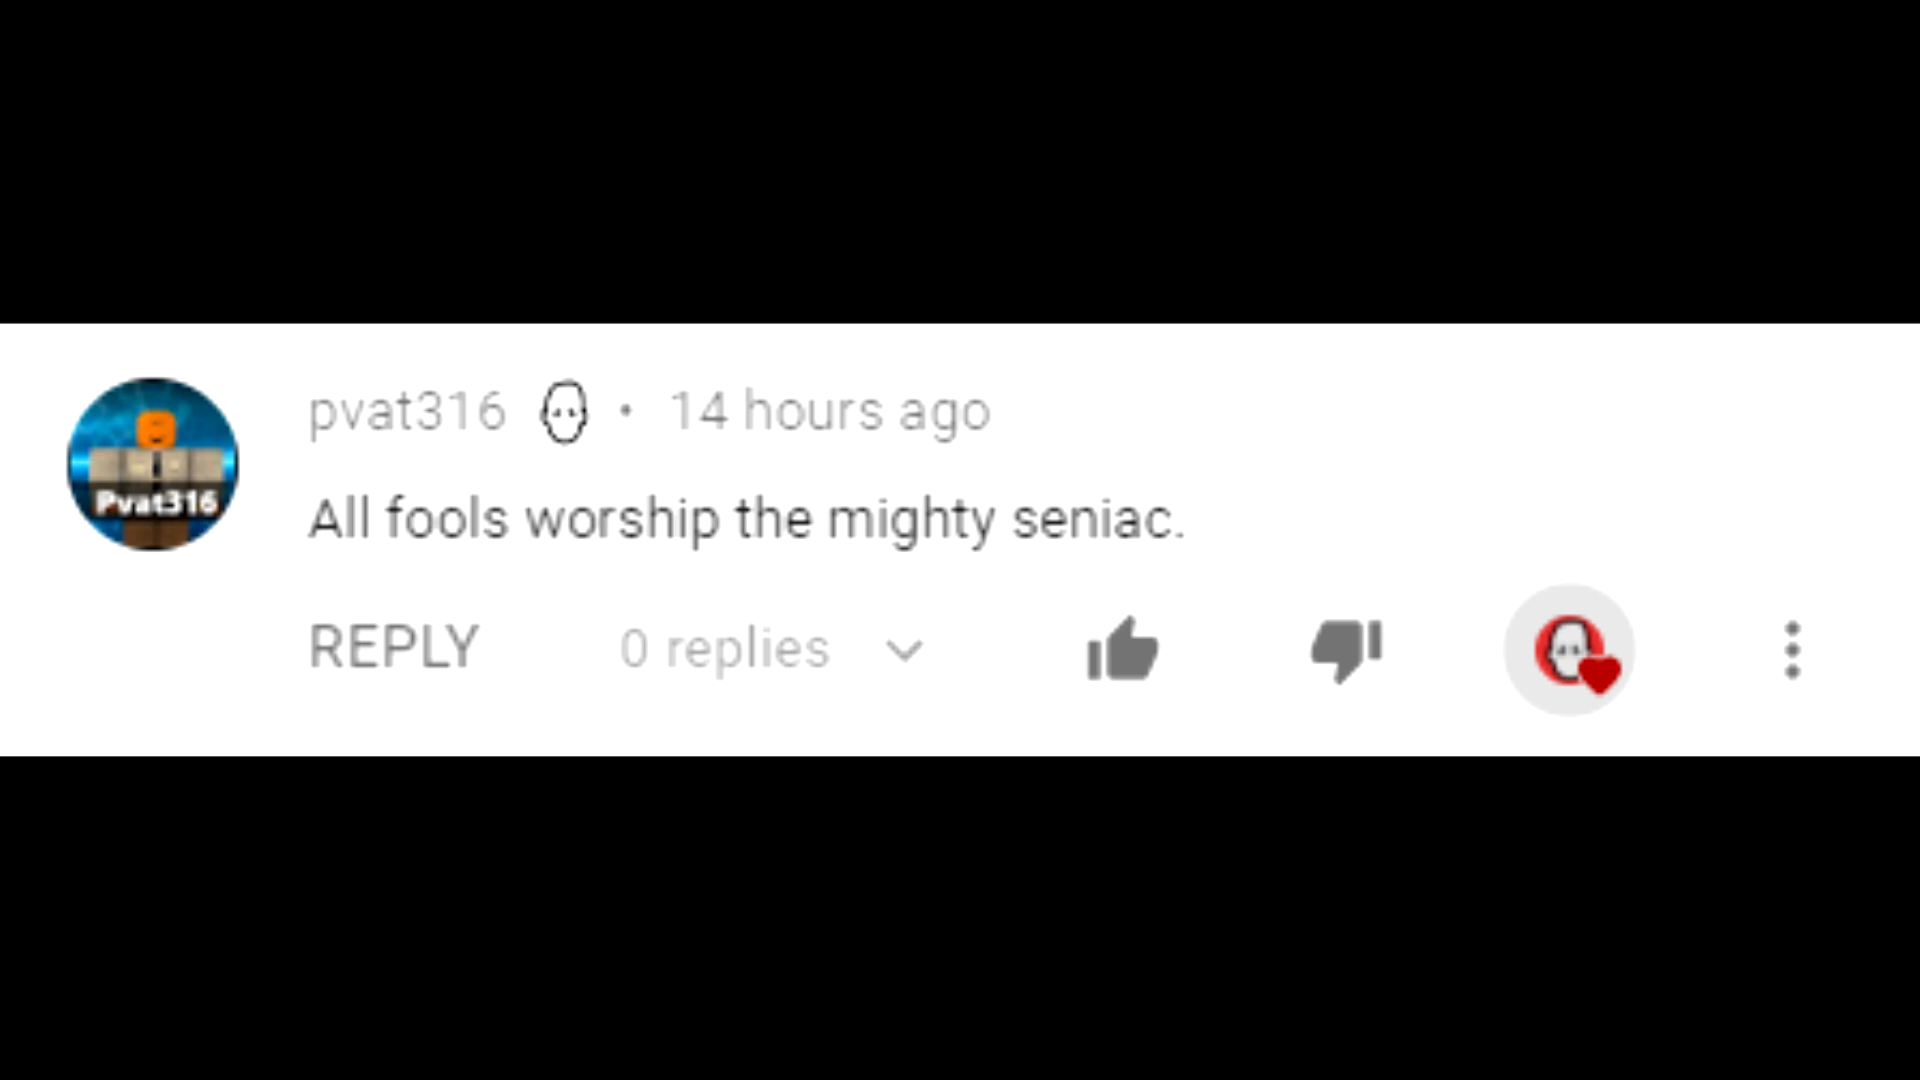 pvat316 • 14 hours ago
Pvat316
All fools worship the mighty seniac.
REPLY 0 replies